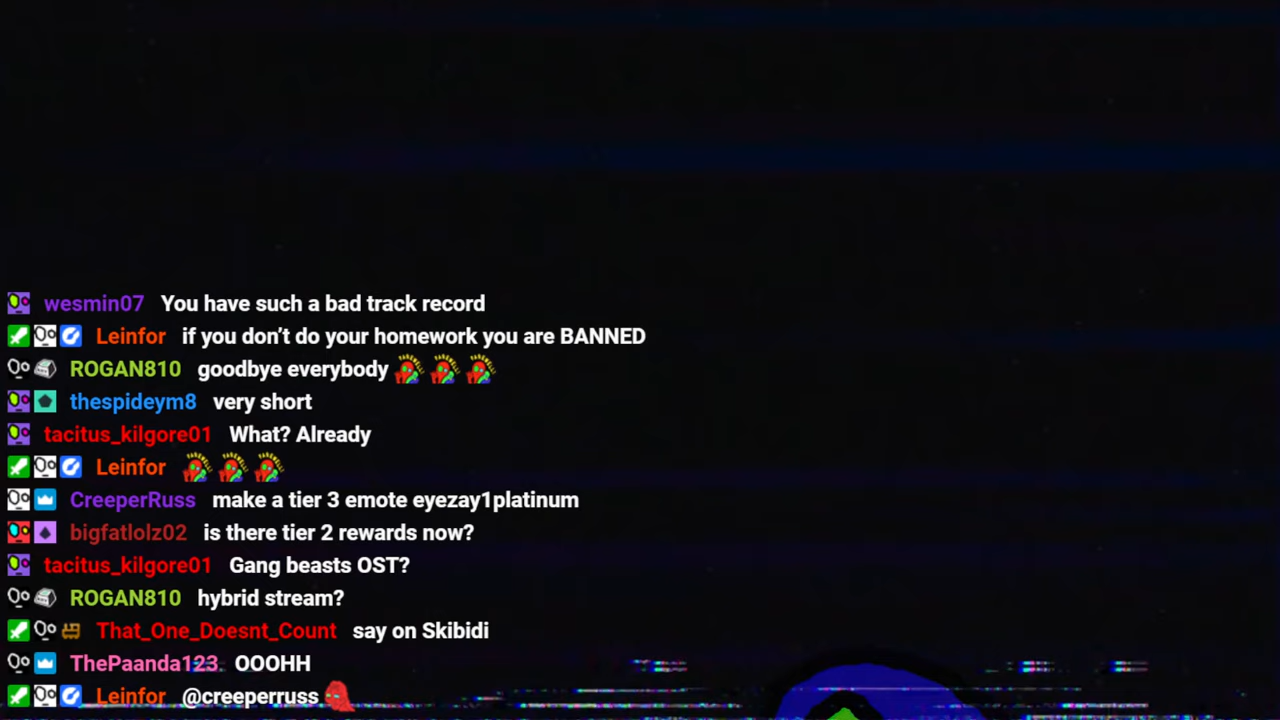 wesmin07 You have such a bad track record
Leinfor if you don't do your homework you are BANNED
ROGAN810 goodbye everybody
thespideym8 very short
tacitus_kilgore01 What? Already
Leinfor
CreeperRuss make a tier 3 emote eyezay1platinum
bigfatlolz02 is there tier 2 rewards now?
tacitus_kilgore01 Gang beasts OST?
ROGAN810 hybrid stream?
That_One_Doesnt_Count say on Skibidi
ThePaanda123 OOOHH
Leinfor @creeperruss